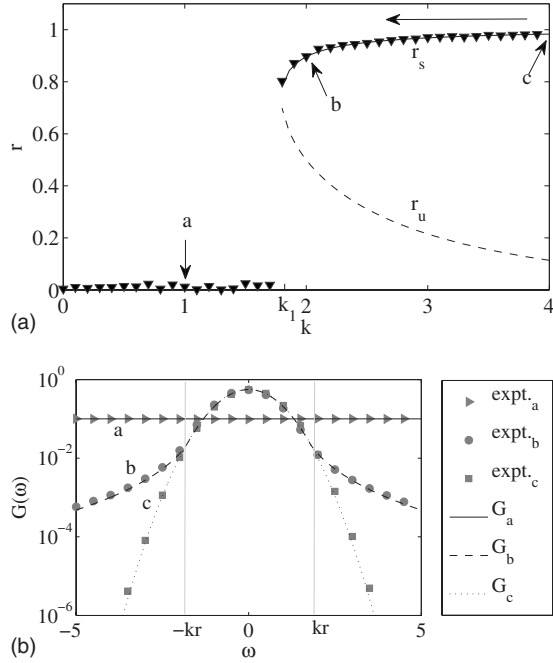 1
0.8
0.6
0.4
0.2
0
r
a
b
c
r_s
r_u
0 1 k_1 2 3 4
k
(a)
10^0
10^-2
10^-4
10^-6
G(ω)
a
b
c
-5 -kr 0 kr 5
ω
(b)
expt._a
expt._b
expt._c
G_a
G_b
G_c